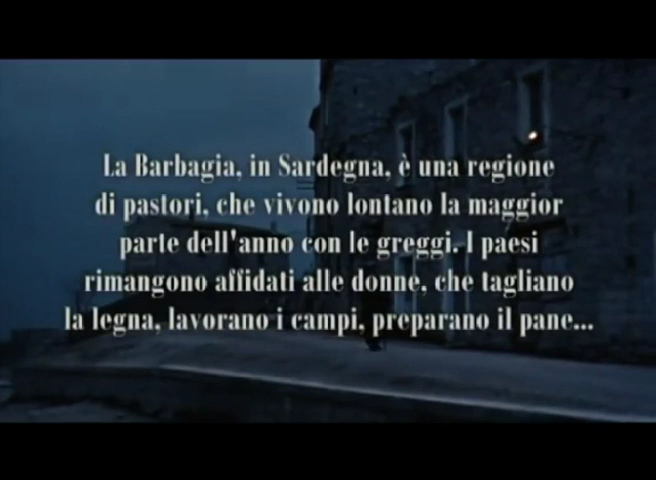 La Barbagia, in Sardegna, è una regione
di pastori, che vivono lontano la maggior
parte dell'anno con le greggi. I paesi
rimangono affidati alle donne, che tagliano
la legna, lavorano i campi, preparano il pane...